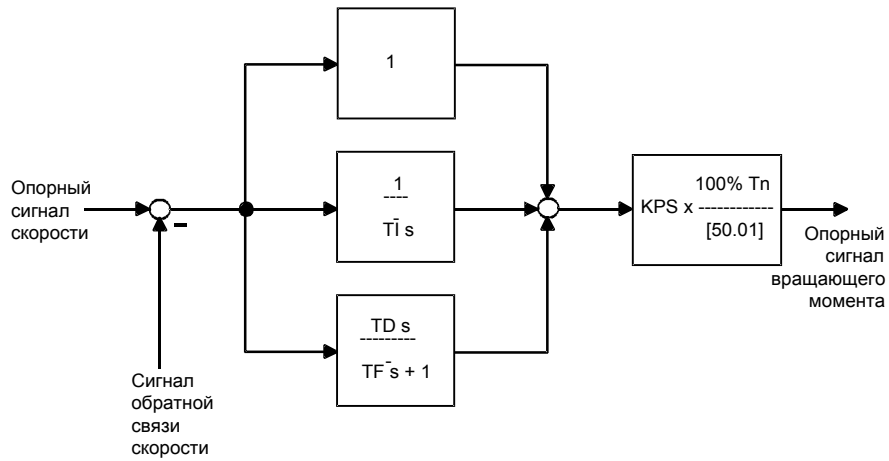 1
Опорный
сигнал
скорости
1
----
TI s
-
KPS x
100% Tn
------------
[50.01]
Опорный
сигнал
вращающего
момента
TD s
---------
TF s + 1
Сигнал
обратной
связи
скорости